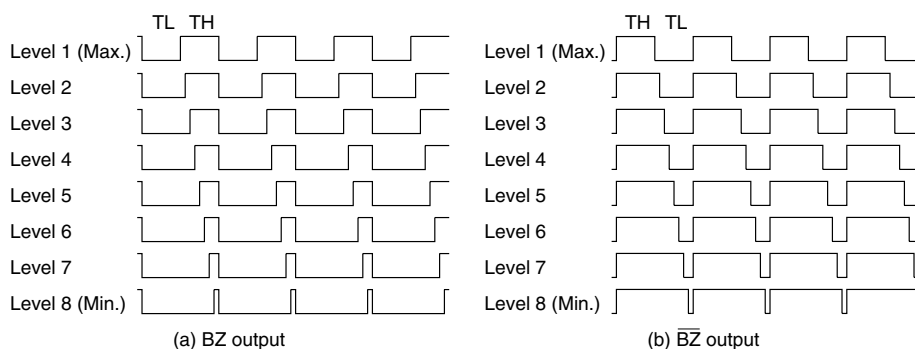 TL TH
Level 1 (Max.)
Level 2
Level 3
Level 4
Level 5
Level 6
Level 7
Level 8 (Min.)
(a) BZ output
TH TL
Level 1 (Max.)
Level 2
Level 3
Level 4
Level 5
Level 6
Level 7
Level 8 (Min.)
(b) B̅Z̅ output